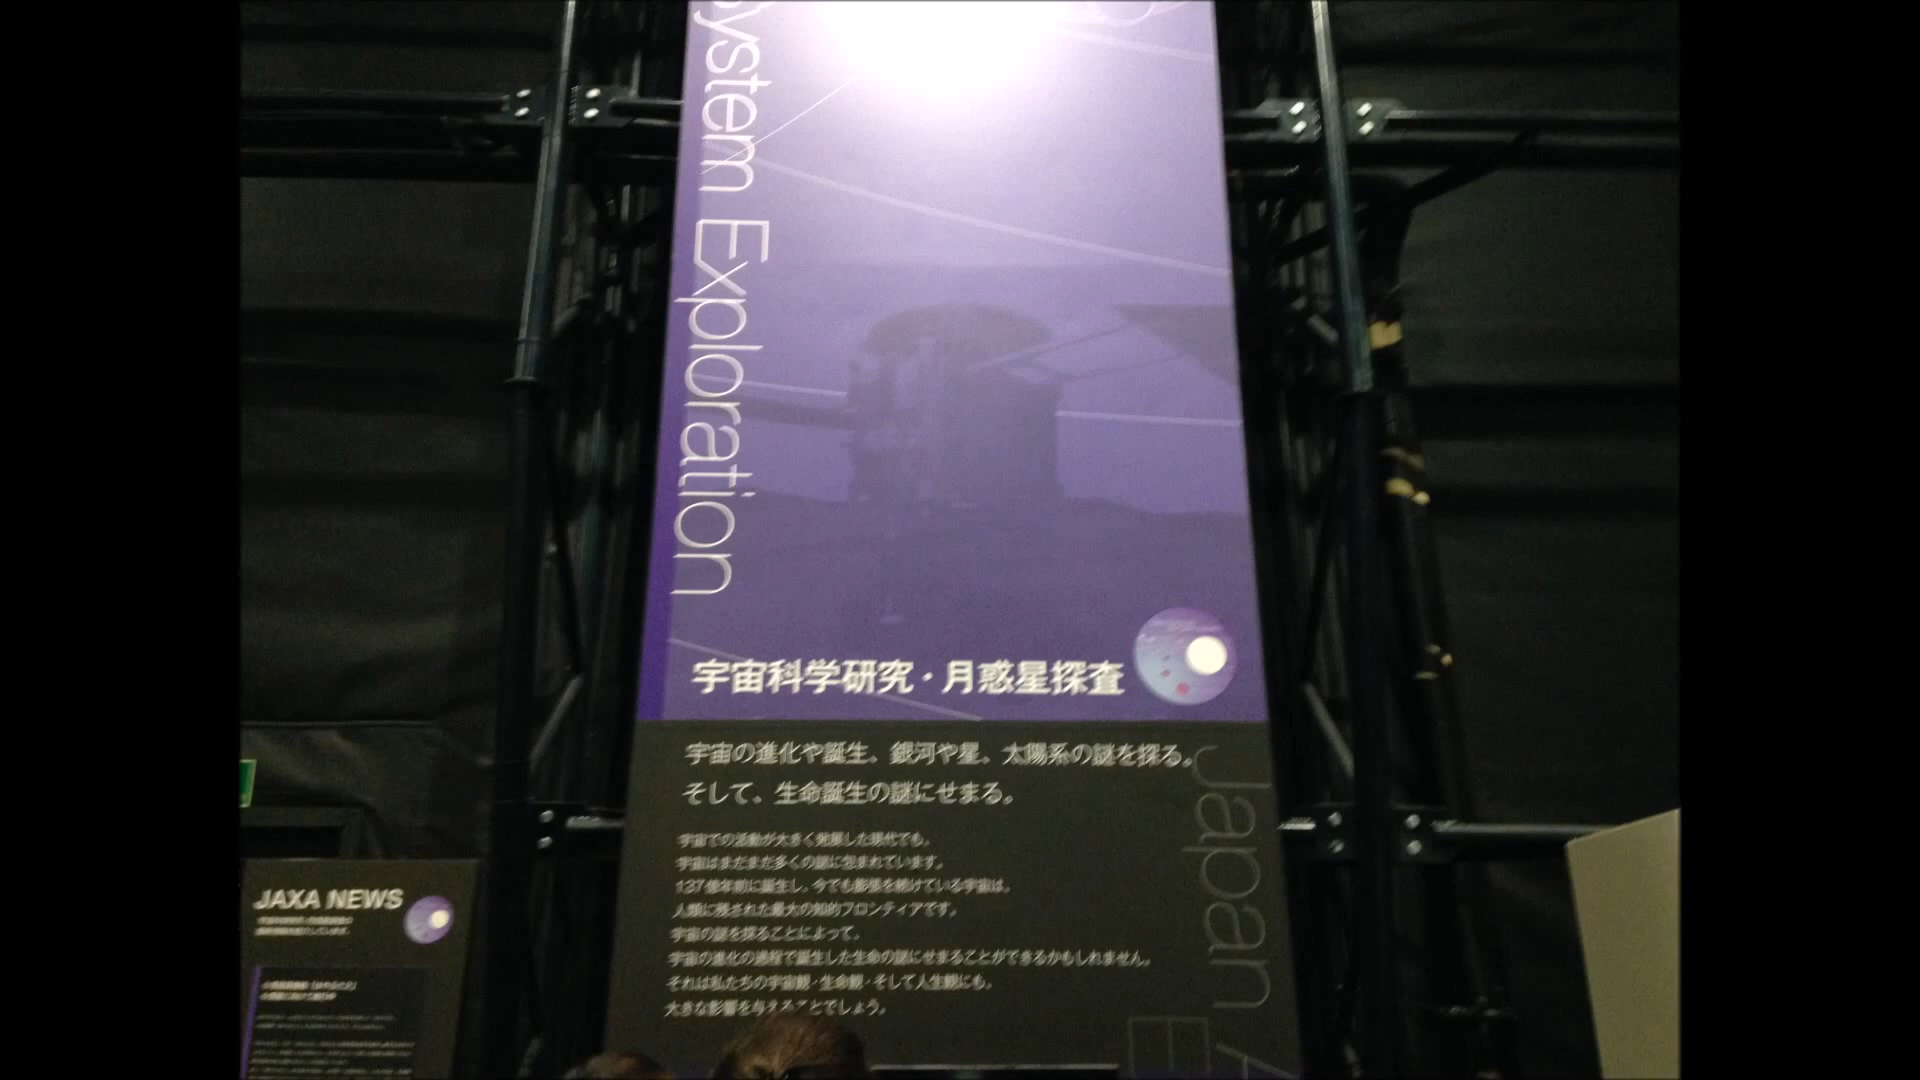 System Exploration
宇宙科学研究・月惑星探査
宇宙の進化や誕生、銀河や星、太陽系の謎を探る。
そして、生命誕生の謎にせまる。
宇宙での活動が大きく発展した現代でも、
宇宙はまだまだ多くの謎に包まれています。
137億年前に誕生し、今でも膨張を続けている宇宙は、
人類に残された最大の知的フロンティアです。
宇宙の謎を探ることによって、
宇宙の進化の過程で誕生した生命の謎にせまることができるかもしれません。
それは私たちの宇宙観・生命観・そして人生観にも、
大きな影響を与えることでしょう。
Japan
JAXA NEWS